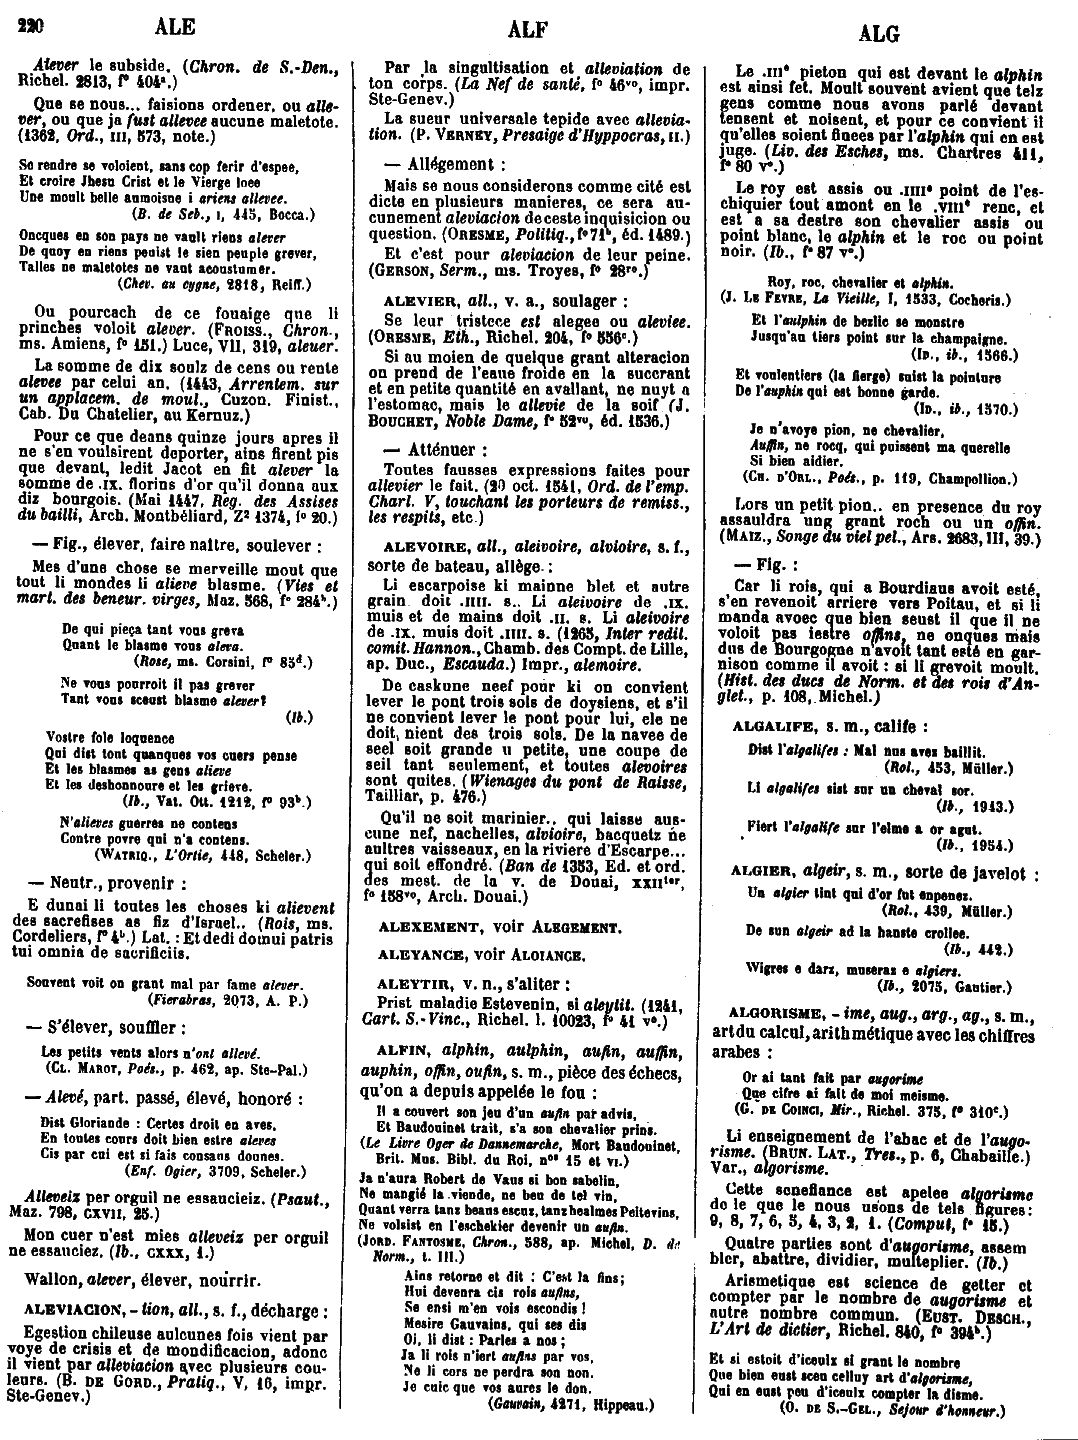 220 ALE ALF ALG
Alever le subside. (Chron. de S.-Den.,
Richel. 2813, f° 404ª.)
Que se nous... faisions ordener, ou alle-
ver, ou que ja fust allevee aucune maletote.
(1362, Ord., III, 573, note.)
So rendre se voloient, sans cop ferir d'espee,
Et croire Jhesu Crist et le Vierge loee
Une moult belle aumoisne i ariens allevee.
(B. de Seb., I, 445, Bocca.)
Oncques en son pays ne vault riens alever
De quoy en riens peuist le sien peuple grever,
Talles ne maletotes ne vaut acoustumer.
(Chev. au cygne, 2818, Reiff.)
Ou pourcach de ce fouaige que li
princhés voloit alever. (FROISS., Chron.,
ms. Amiens, f° 151.) Luce, VII, 319, aleuer.
La somme de dix soulz de cens ou rente
alevee par celui an. (1443, Arrentem. sur
un applacem. de moul., Cuzon. Finist.,
Cab. Du Chatelier, au Kernuz.)
Pour ce que deans quinze jours apres il
ne s'en voulsirent deporter, ains firent pis
que devant, ledit Jacot en fit alever la
somme de .IX. florins d'or qu'il donna aux
diz bourgois. (Mai 1447, Reg. des Assises
du bailli, Arch. Montbéliard, Z² 1374, f° 20.)
— Fig., élever, faire naître, soulever :
Mes d'une chose se merveille mout que
tout li mondes li alieve blasme. (Vies et
mart. des beneur. virges, Maz. 568, f° 284ᵇ.)
De qui pieça tant vous greva
Quant le blasme vous aleva.
(Rose, ms. Corsini, f° 85ᵈ.)
Ne vous pourroit il pas grever
Tant vous sceust blasme alever?
(Ib.)
Vostre fole loquence
Qui dist tout quanques vos cuers pense
Et les blasmes as gens alieve
Et les deshonnoure et les grieve.
(Ib., Vat. Ott. 1212, f° 93ᵇ.)
N'alieves guerres ne contens
Contre povre qui n'a contens.
(WATRIQ., L'Ortie, 448, Scheler.)
— Neutr., provenir :
E dunai li toutes les choses ki alievent
des sacrefises as fiz d'Israel.. (Rois, ms.
Cordeliers, f° 4ᵇ.) Lat. : Et dedi domui patris
tui omnia de sacrificiis.
Souvent voit on grant mal par fame alever.
(Fierabras, 2073, A. P.)
— S'élever, souffler :
Les petits vents alors n'ont allevé.
(CL. MAROT, Poés., p. 462, ap. Ste-Pal.)
— Alevé, part. passé, élevé, honoré :
Dist Gloriande : Certes droit en aves.
En toutes cours doit bien estre aleves
Cis par cui est si fais consans donnes.
(Enf. Ogier, 3709, Scheler.)
Alleveiz per orguil ne essaucieiz. (Psaut.,
Maz. 798, CXVII, 25.)
Mon cuer n'est mies alleveiz per orguil
ne essauciez. (Ib., CXXX, 1.)
Wallon, alever, élever, nourrir.
ALEVIACION, -tion, all., s. f., décharge :
Egestion chileuse aulcunes fois vient par
voye de crisis et de mondificacion, adonc
il vient par alleviacion avec plusieurs cou-
leurs. (B. DE GORD., Pratiq., V, 16, impr.
Ste-Genev.)
Par la singultisation et alleviation de
ton corps. (La Nef de santé, f° 46ᵛᵒ, impr.
Ste-Genev.)
La sueur universale tepide avec allevia-
tion. (P. VERNEY, Presaige d'Hyppocras, II.)
— Allégement :
Mais se nous considerons comme cité est
dicte en plusieurs manieres, ce sera au-
cunement aleviacion de ceste inquisicion ou
question. (ORESME, Politiq., f° 71ᵇ, éd. 1489.)
Et c'est pour aleviacion de leur peine.
(GERSON, Serm., ms. Troyes, f° 28ʳᵒ.)
ALEVIER, all., v. a., soulager :
Se leur tristece est alegee ou aleviee.
(ORESME, Eth., Richel. 204, f° 556ᶜ.)
Si au moien de quelque grant alteracion
on prend de l'eaue froide en la succrant
et en petite quantité en avallant, ne nuyt a
l'estomac, mais le allevie de la soif (J.
BOUCHET, Noble Dame, f° 52ᵛᵒ, éd. 1536.)
— Atténuer :
Toutes fausses expressions faites pour
allevier le fait. (20 oct. 1541, Ord. de l'emp.
Charl. V, touchant les porteurs de remiss.,
les respits, etc.)
ALEVOIRE, all., aleivoire, alvioire, s. f.,
sorte de bateau, allège :
Li escarpoise ki mainne blet et autre
grain doit .IIII. s.. Li aleivoire de .IX.
muis et de mains doit .II. s. Li aleivoire
de .IX. muis doit .IIII. s. (1265, Inter redil.
comit. Hannon., Chamb. des Compt. de Lille,
ap. Duc., Escauda.) Impr., alemoire.
De caskune neef pour ki on convient
lever le pont trois sols de doysiens, et s'il
ne convient lever le pont pour lui, ele ne
doit nient des trois sols. De la navee de
seel soit grande u petite, une coupe de
seil tant seulement, et toutes alevoires
sont quites. (Wienages du pont de Raisse,
Tailliar, p. 476.)
Qu'il ne soit marinier.. qui laisse aus-
cune nef, nachelles, alvioire, bacquetz ne
aultres vaisseaux, en la riviere d'Escarpe...
qui soit effondré. (Ban de 1353, Ed. et ord.
des mest. de la v. de Douai, XXIIᵗᵉʳ,
f° 158ᵛᵒ, Arch. Douai.)
ALEXEMENT, voir ALEGEMENT.
ALEYANCE, voir ALOIANCE.
ALEYTIR, v. n., s'aliter :
Prist maladie Estevenin, si aleytit. (1241,
Cart. S.-Vinc., Richel. l. 10023, f° 41 v°.)
ALFIN, alphin, aulphin, aufin, auffin,
auphin, offin, oufin, s. m., pièce des échecs,
qu'on a depuis appelée le fou :
Il a couvert son jeu d'un aufin par advis,
Et Baudouinet trait, s'a son chevalier prins.
(Le Livre Oger de Dannemarche, Mort Baudouinet,
Brit. Mus. Bibl. du Roi, nᵒˢ 15 et VI.)
Ja n'aura Robert de Vaus si bon sabelin,
Ne mangié la viende, ne beu de tel vin,
Quant verra tanz beaus escuz, tanz healmes Peitevins,
Ne volsist en l'eschekier devenir un aufin.
(JORD. FANTOSME, Chron., 588, ap. Michel, D. de
Norm., t. III.)
Ains retorne et dit : C'est la fins;
Hui devenra cis rois aufins,
Se ensi m'en vois escondis !
Mesire Gauvains, qui ses dis
Oi, li dist : Parles a nos ;
Ja li rois n'iert aufins par vos,
Ne li cors ne perdra son non.
Je cuic que vos aures le don.
(Gauvain, 4271, Hippeau.)
Le .IIIᵉ pieton qui est devant le alphin
est ainsi fet. Moult souvent avient que telz
gens comme nous avons parlé devant
tensent et noisent, et pour ce convient il
qu'elles soient finees par l'alphin qui en est
juge. (Liv. des Esches, ms. Chartres 411,
f° 80 v°.)
Le roy est assis ou .IIIIᵉ point de l'es-
chiquier tout amont en le .VIIIᵉ renc, et
est a sa destre son chevalier assis ou
point blanc, le alphin et le roc ou point
noir. (Ib., f° 87 v°.)
Roy, roc, chevalier et alphin.
(J. LE FEVRE, La Vieille, I, 1533, Cocheris.)
Et l'aulphin de bezlic se monstre
Jusqu'au tiers point sur la champaigne.
(ID., ib., 1566.)
Et voulentiers (la fierge) suist la pointure
De l'auphin qui est bonne garde.
(ID., ib., 1570.)
Je n'avoye pion, ne chevalier,
Auffin, ne rocq, qui puissent ma querelle
Si bien aidier.
(CH. D'ORL., Poés., p. 119, Champollion.)
Lors un petit pion.. en presence du roy
assauldra ung grant roch ou un offin.
(MAIZ., Songe du viel pel., Ars. 2683, III, 39.)
— Fig. :
Car li rois, qui a Bourdiaus avoit esté,
s'en revenoit arriere vers Poitau, et si li
manda avoec que bien seust il que il ne
voloit pas iestre offins, ne onques mais
dus de Bourgogne n'avoit tant esté en gar-
nison comme il avoit : si li grevoit moult.
(Hist. des ducs de Norm. et des rois d'An-
glet., p. 108, Michel.)
ALGALIFE, s. m., calife :
Dist l'algalifes : Mal nus aves baillit.
(Rol., 453, Müller.)
Li algalifes sist sur un cheval sor.
(Ib., 1943.)
Fiert l'algalife sur l'elme a or agut.
(Ib., 1954.)
ALGIER, algeir, s. m., sorte de javelot :
Un algier tint qui d'or fut enpenez.
(Rol., 439, Müller.)
De sun algeir ad la hanste crollee.
(Ib., 442.)
Wigres e darz, museraz e algiers.
(Ib., 2075, Gautier.)
ALGORISME, -ime, aug., arg., ag., s. m.,
art du calcul, arithmétique avec les chiffres
arabes :
Or ai tant fait par augorime
Que cifre ai fait de moi meisme.
(G. DE COINCI, Mir., Richel. 375, f° 310ᶜ.)
Li enseignement de l'abac et de l'augo-
risme. (BRUN. LAT., Tres., p. 6, Chabaille.)
Var., algorisme.
Cette senefiance est apelee algorisme
de le que le nous usons de tels figures :
9, 8, 7, 6, 5, 4, 3, 2, 1. (Comput, f° 15.)
Quatre parties sont d'augorisme, assem
bler, abattre, dividier, multeplier. (Ib.)
Arismetique est science de getter et
compter par le nombre de augorisme et
autre nombre commun. (EUST. DESCH.,
L'Art de dictier, Richel. 840, f° 394ᵇ.)
Et si estoit d'iceulx si grant le nombre
Que bien eust sceu celluy art d'algorisme,
Qui en eust peu d'iceulx compter la disme.
(O. DE S.-GEL., Sejour d'honneur.)